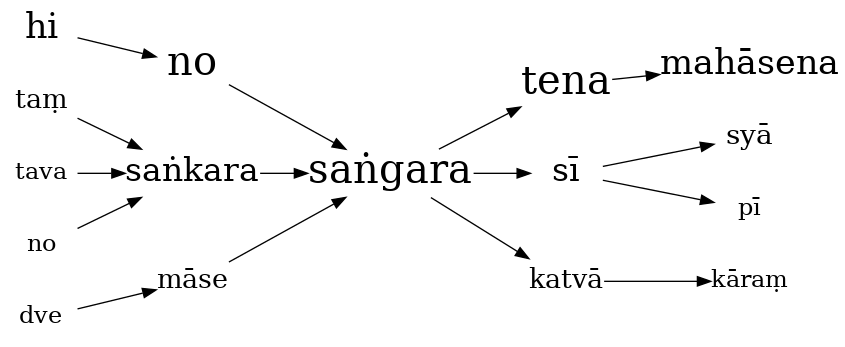 hi
no
taṃ
tava
saṅkara
no
māse
dve
saṅgara
tena
mahāsena
sī
syā
pī
katvā
kāraṃ